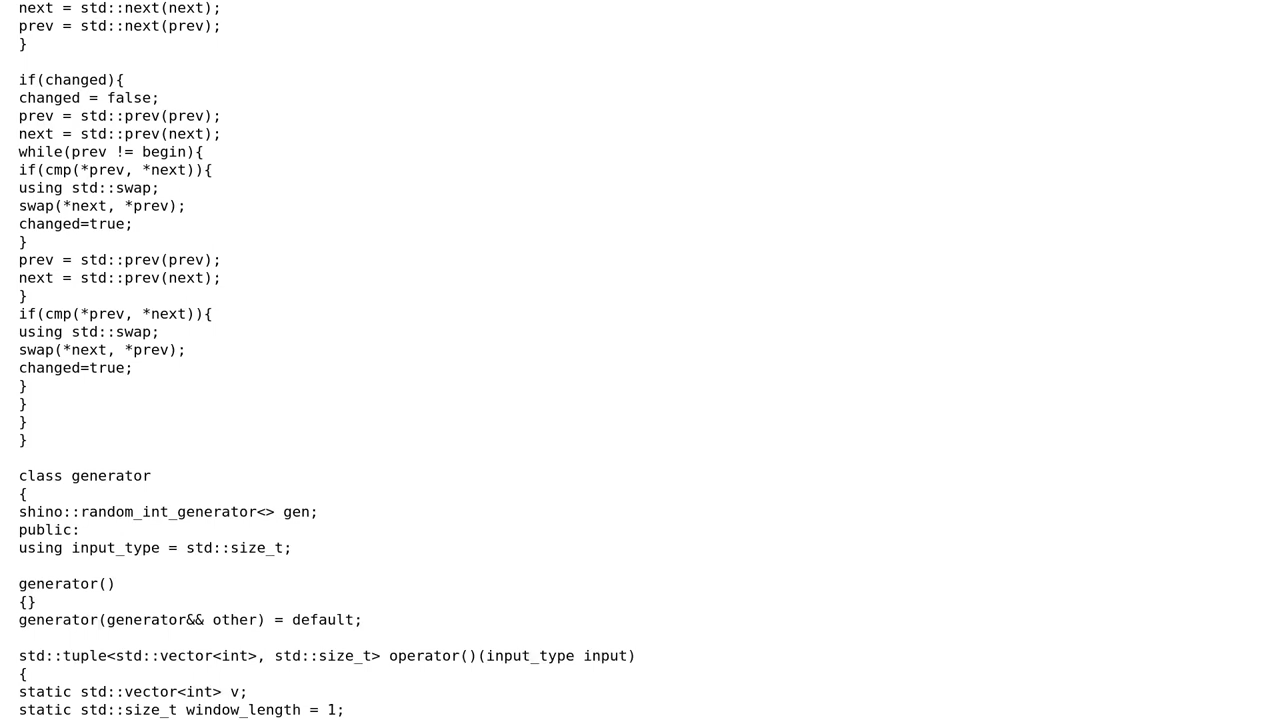 next = std::next(next);
prev = std::next(prev);
}

if(changed){
changed = false;
prev = std::prev(prev);
next = std::prev(next);
while(prev != begin){
if(cmp(*prev, *next)){
using std::swap;
swap(*next, *prev);
changed=true;
}
prev = std::prev(prev);
next = std::prev(next);
}
if(cmp(*prev, *next)){
using std::swap;
swap(*next, *prev);
changed=true;
}
}
}
}

class generator
{
shino::random_int_generator<> gen;
public:
using input_type = std::size_t;

generator()
{}
generator(generator&& other) = default;

std::tuple<std::vector<int>, std::size_t> operator()(input_type input)
{
static std::vector<int> v;
static std::size_t window_length = 1;